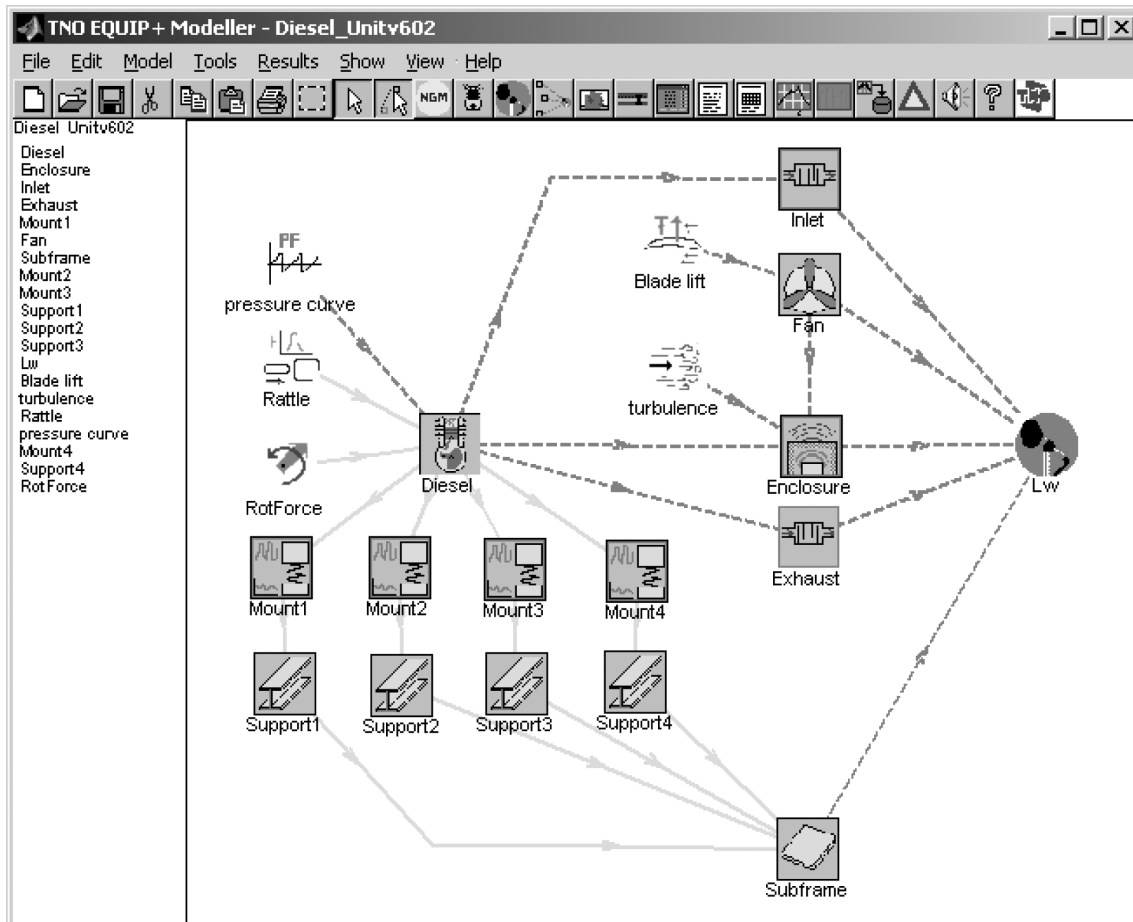 TNO EQUIP+ Modeller - Diesel_Unitv602
File Edit Model Tools Results Show View Help
NGM
Diesel_Unitv602
Diesel
Enclosure
Inlet
Exhaust
Mount1
Fan
Subframe
Mount2
Mount3
Support1
Support2
Support3
Lw
Blade lift
turbulence
Rattle
pressure curve
Mount4
Support4
RotForce
Inlet
PF
Blade lift
pressure curve
Fan
Rattle
turbulence
Diesel
Enclosure
Lw
RotForce
Exhaust
Mount1
Mount2
Mount3
Mount4
Support1
Support2
Support3
Support4
Subframe